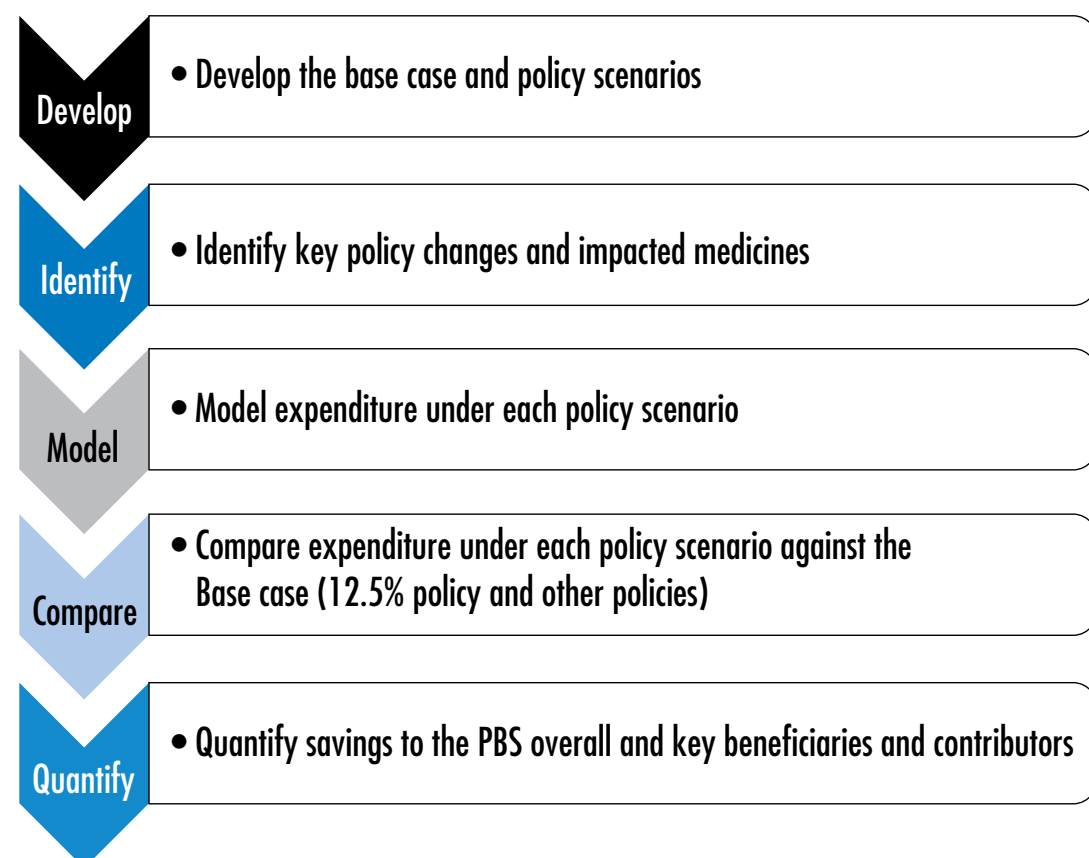 Develop
• Develop the base case and policy scenarios
Identify
• Identify key policy changes and impacted medicines
Model
• Model expenditure under each policy scenario
Compare
• Compare expenditure under each policy scenario against the
Base case (12.5% policy and other policies)
Quantify
• Quantify savings to the PBS overall and key beneficiaries and contributors